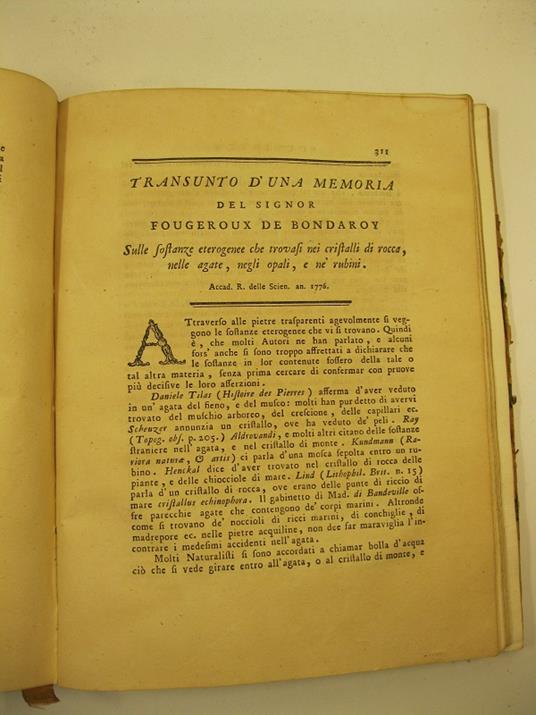 e
a
l
i
311
TRANSUNTO D'UNA MEMORIA
DEL SIGNOR
FOUGEROUX DE BONDAROY
Sulle ſoſtanze eterogenee che trovaſi nei criſtalli di rocca,
nelle agate, negli opali, e ne' rubini.
Accad. R. delle Scien. an. 1776.
ATtraverſo alle pietre traſparenti agevolmente ſi veg-
gono le ſoſtanze eterogenee che vi ſi trovano. Quindi
è, che molti Autori ne han parlato, e alcuni
forſ' anche ſi ſono troppo affrettati a dichiarare che
le ſoſtanze in lor contenute foſſero della tale o
tal altra materia, ſenza prima cercare di confermar con pruove
più deciſive le loro aſſerzioni.
Daniele Tilas (Hiſtoire des Pierres) afferma d'aver veduto
in un' agata del fieno, e del muſco: molti han pur detto di avervi
trovato del muſchio arboreo, del creſcione, delle capillari ec.
Scheuzer annunzia un criſtallo, ove ha veduto de' peli. Ray
(Topog. obſ. p. 205.) Aldrovandi, e molti altri citano delle ſoſtanze
ſtraniere nell' agata, e nel criſtallo di monte. Kundmann (Ra-
riora naturæ, & artis) ci parla d'una moſca ſepolta entro un ru-
bino. Henckal dice d'aver trovato nel criſtallo di rocca delle
piante, e delle chiocciole di mare. Lind (Lithophil. Brit. n. 15)
parla d'un criſtallo di rocca, ove erano delle punte di riccio di
mare criſtallus echinophora. Il gabinetto di Mad. di Bandeville of-
fre parecchie agate che contengono de' corpi marini. Altronde
come ſi trovano de' noccioli di ricci marini, di conchiglie, di
madrepore ec. nelle pietre acquiline, non dee far maraviglia l'in-
contrare i medeſimi accidenti nell'agata.
Molti Naturaliſti ſi ſono accordati a chiamar bolla d'acqua
ciò che ſi vede girare entro all'agata, o al criſtallo di monte, e